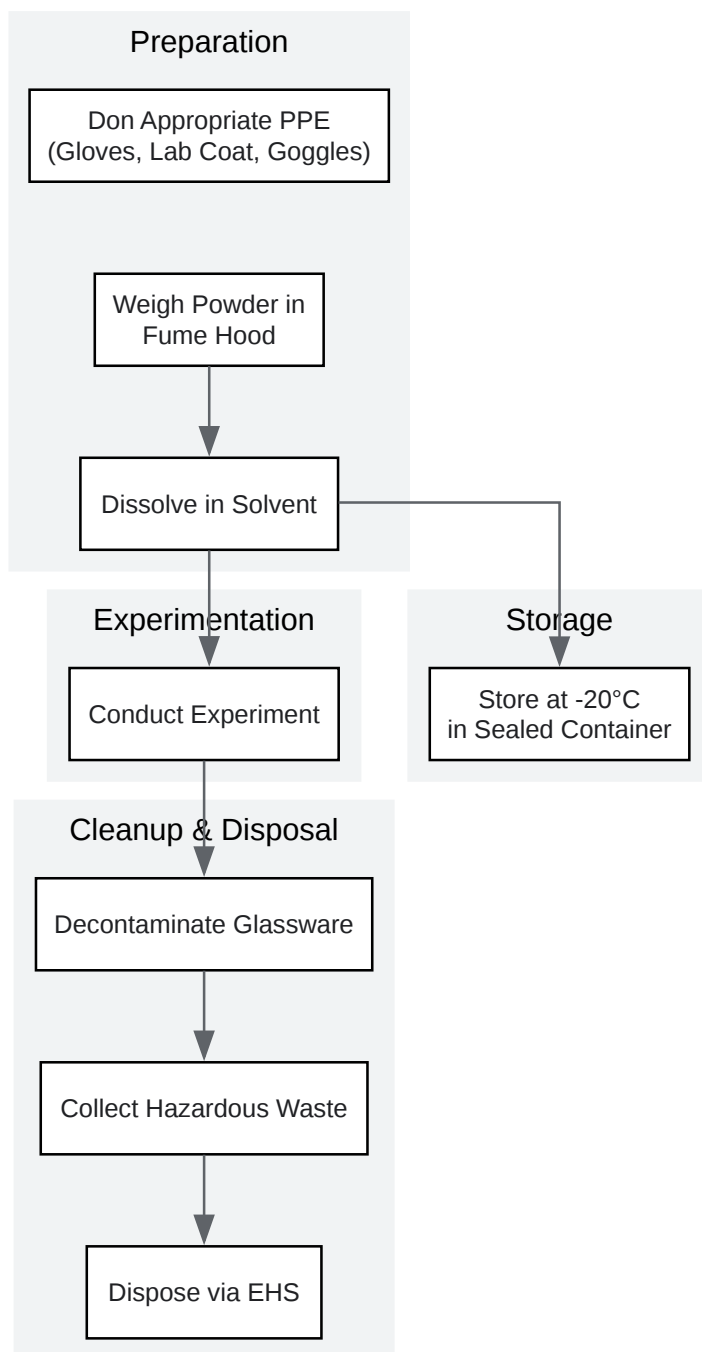 Preparation
Don Appropriate PPE
(Gloves, Lab Coat, Goggles)
Weigh Powder in
Fume Hood
Dissolve in Solvent
Experimentation
Storage
Conduct Experiment
Store at -20°C
in Sealed Container
Cleanup & Disposal
Decontaminate Glassware
Collect Hazardous Waste
Dispose via EHS